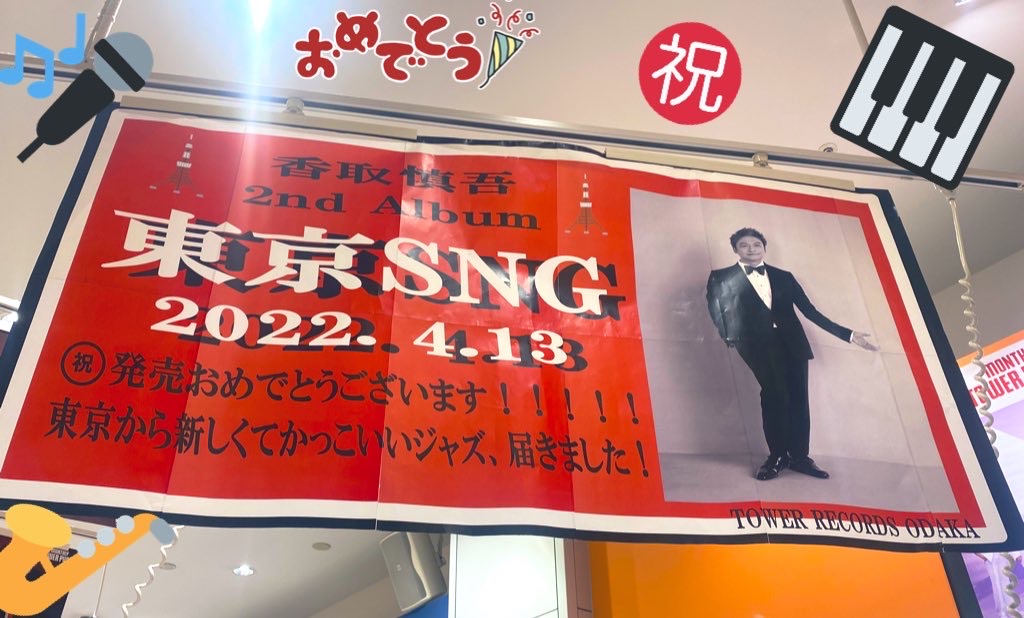 おめでとう
祝
香取慎吾
2nd Album
東京SNG
2022. 4.13
祝 発売おめでとうございます!!!!!
東京から新しくてかっこいいジャズ、届きました!
TOWER RECORDS ODAKA